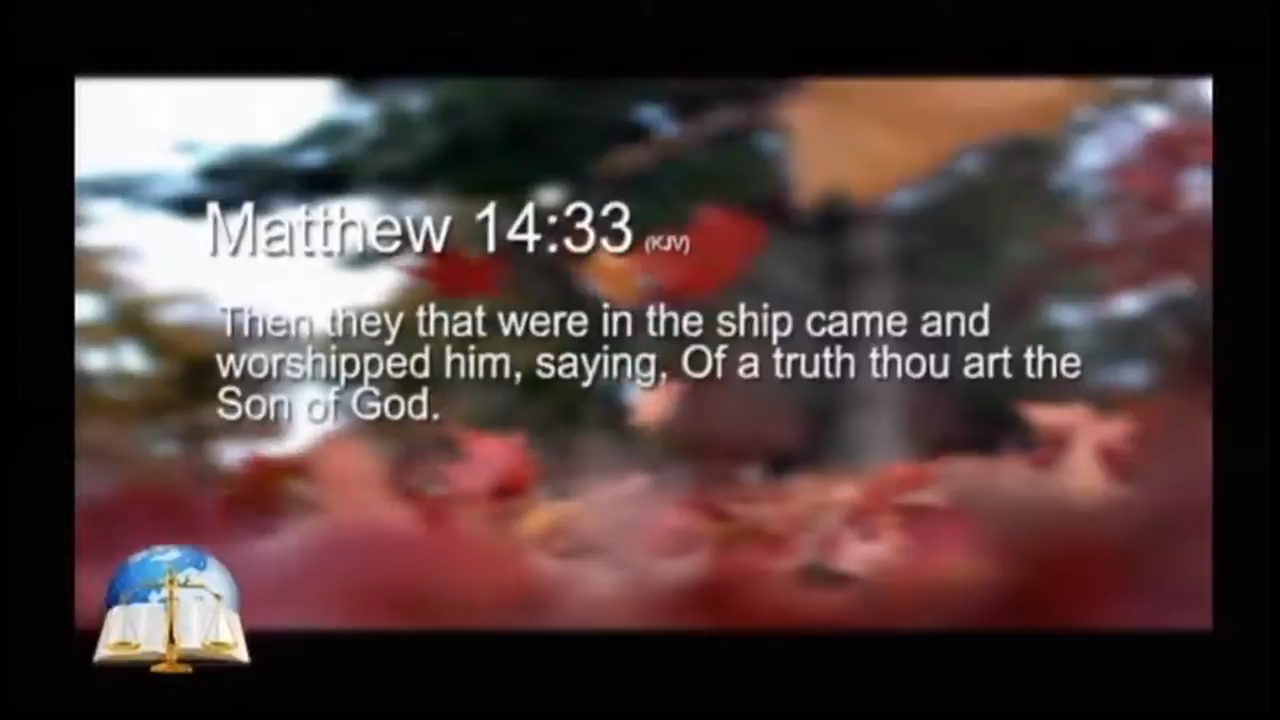 Matthew 14:33 (KJV)
Then they that were in the ship came and
worshipped him, saying, Of a truth thou art the
Son of God.